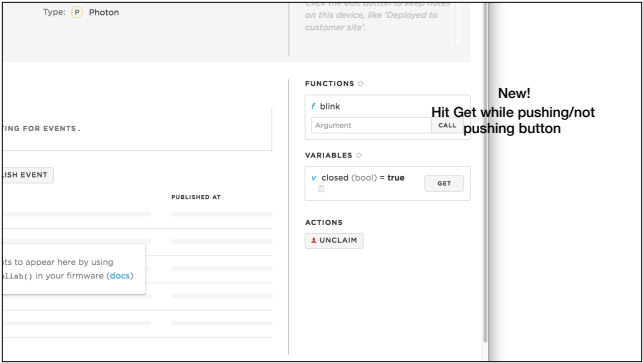 Type: P Photon
Click the edit button to keep notes
on this device, like 'Deployed to
customer site'.
FUNCTIONS
f blink
Argument
CALL
New!
Hit Get while pushing/not
pushing button
TING FOR EVENTS.
VARIABLES
v closed (bool) = true
GET
LISH EVENT
PUBLISHED AT
ACTIONS
UNCLAIM
nts to appear here by using
blish() in your firmware (docs)